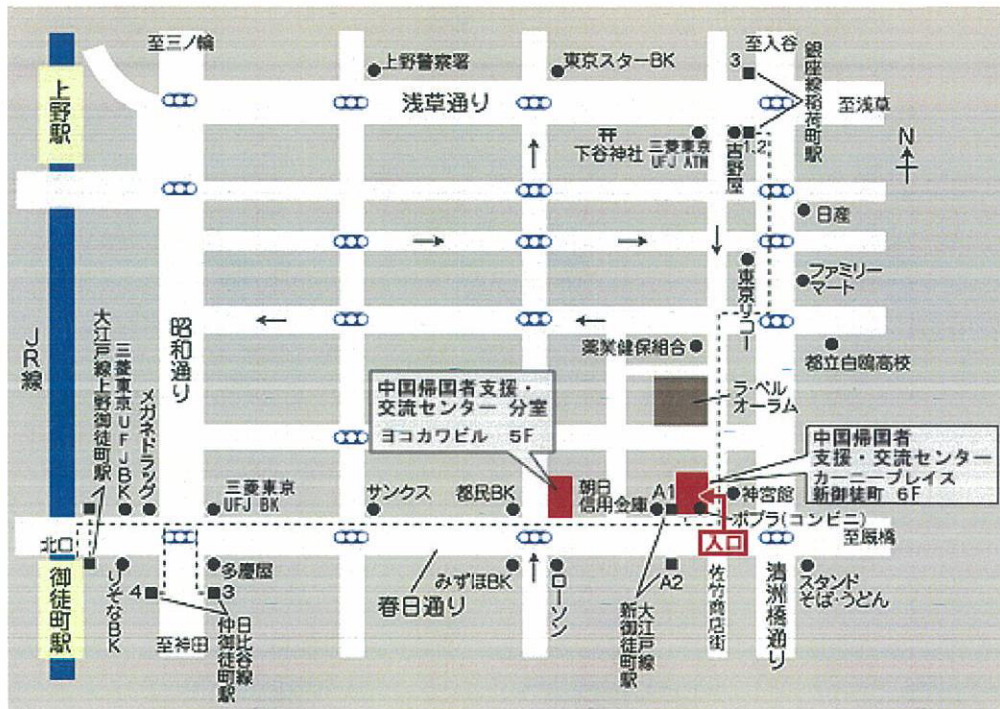 至三ノ輪
上野警察署
東京スターBK
至入谷
3
銀座線稲荷町駅
上野駅
浅草通り
至浅草
N
下谷神社
三菱東京
UFJ ATM
吉野屋
1,2
日産
東京リコー
ファミリー
マート
JR線
大江戸線上野御徒町駅
三菱東京UFJBK
メガネドラッグ
昭和通り
薬業健保組合
都立白鴎高校
中国帰国者支援・
交流センター 分室
ヨコカワビル 5F
ラ・ベル
オーラム
中国帰国者
支援・交流センター
カーニープレイス
新御徒町 6F
三菱東京
UFJ BK
サンクス
都民BK
朝日
信用金庫
A1
神宮館
ポプラ(コンビニ)
北口
入口
至厩橋
御徒町駅
りそなBK
4
多慶屋
3
春日通り
みずほBK
ローソン
A2
大江戸線
新御徒町駅
佐竹商店街
清洲橋通り
スタンド
そば・うどん
至神田
日比谷線
仲御徒町駅